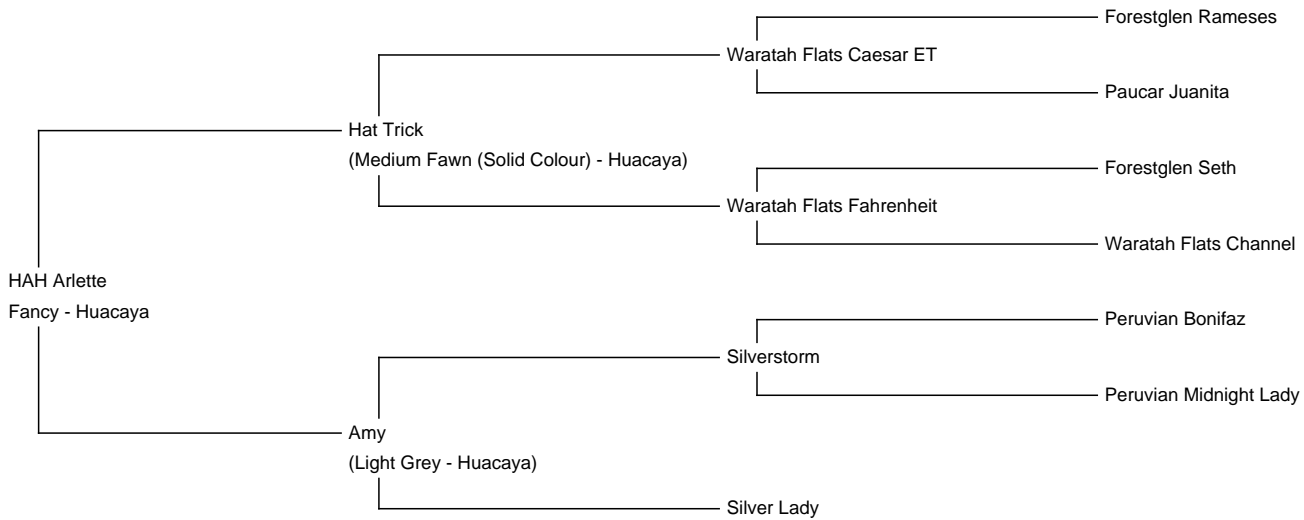 Forestglen Rameses
Waratah Flats Caesar ET
Paucar Juanita
Hat Trick
(Medium Fawn (Solid Colour) - Huacaya)
Forestglen Seth
Waratah Flats Fahrenheit
Waratah Flats Channel
HAH Arlette
Fancy - Huacaya
Peruvian Bonifaz
Silverstorm
Peruvian Midnight Lady
Amy
(Light Grey - Huacaya)
Silver Lady